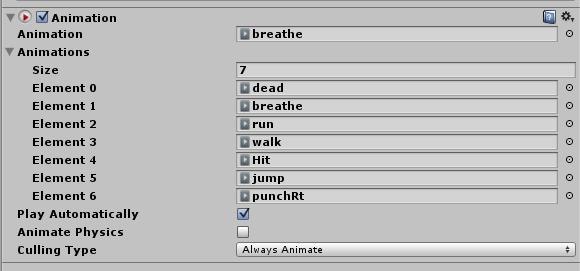 Animation
Animation breathe
Animations
Size 7
Element 0 dead
Element 1 breathe
Element 2 run
Element 3 walk
Element 4 Hit
Element 5 jump
Element 6 punchRt
Play Automatically
Animate Physics
Culling Type Always Animate